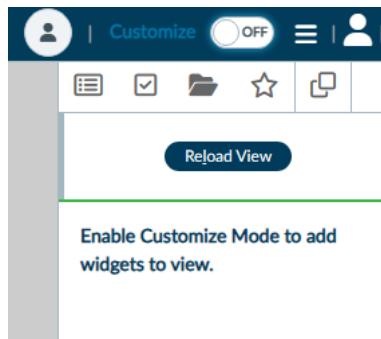 Customize OFF
Reload View
Enable Customize Mode to add
widgets to view.